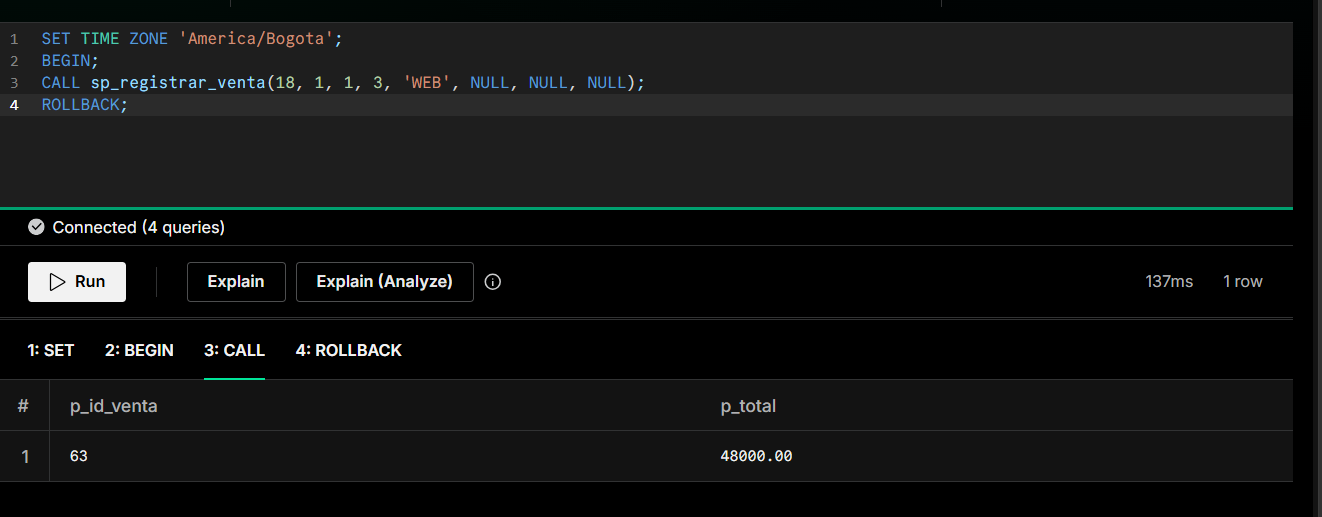 1 SET TIME ZONE 'America/Bogota';
2 BEGIN;
3 CALL sp_registrar_venta(18, 1, 1, 3, 'WEB', NULL, NULL, NULL);
4 ROLLBACK;
Connected (4 queries)
Run Explain Explain (Analyze) 137ms 1 row
1: SET 2: BEGIN 3: CALL 4: ROLLBACK
# p_id_venta p_total
1 63 48000.00